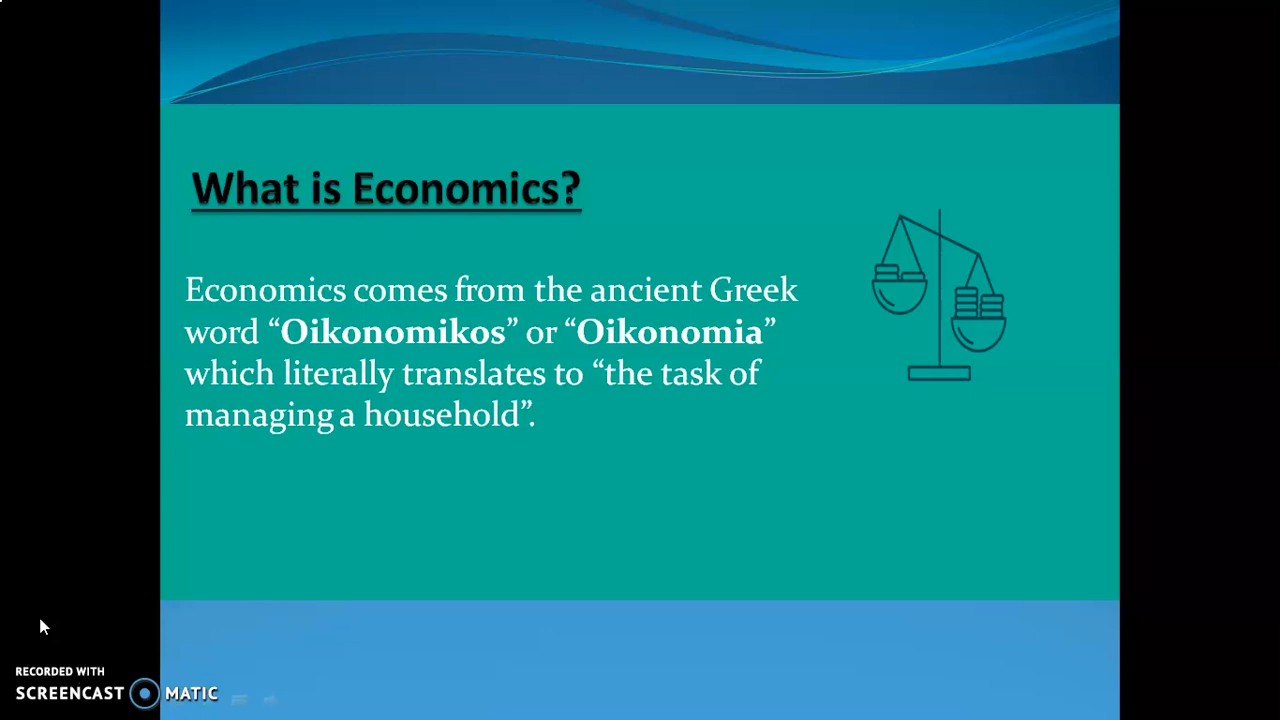 What is Economics?
Economics comes from the ancient Greek
word “Oikonomikos” or “Oikonomia”
which literally translates to “the task of
managing a household”.
RECORDED WITH
SCREENCAST MATIC